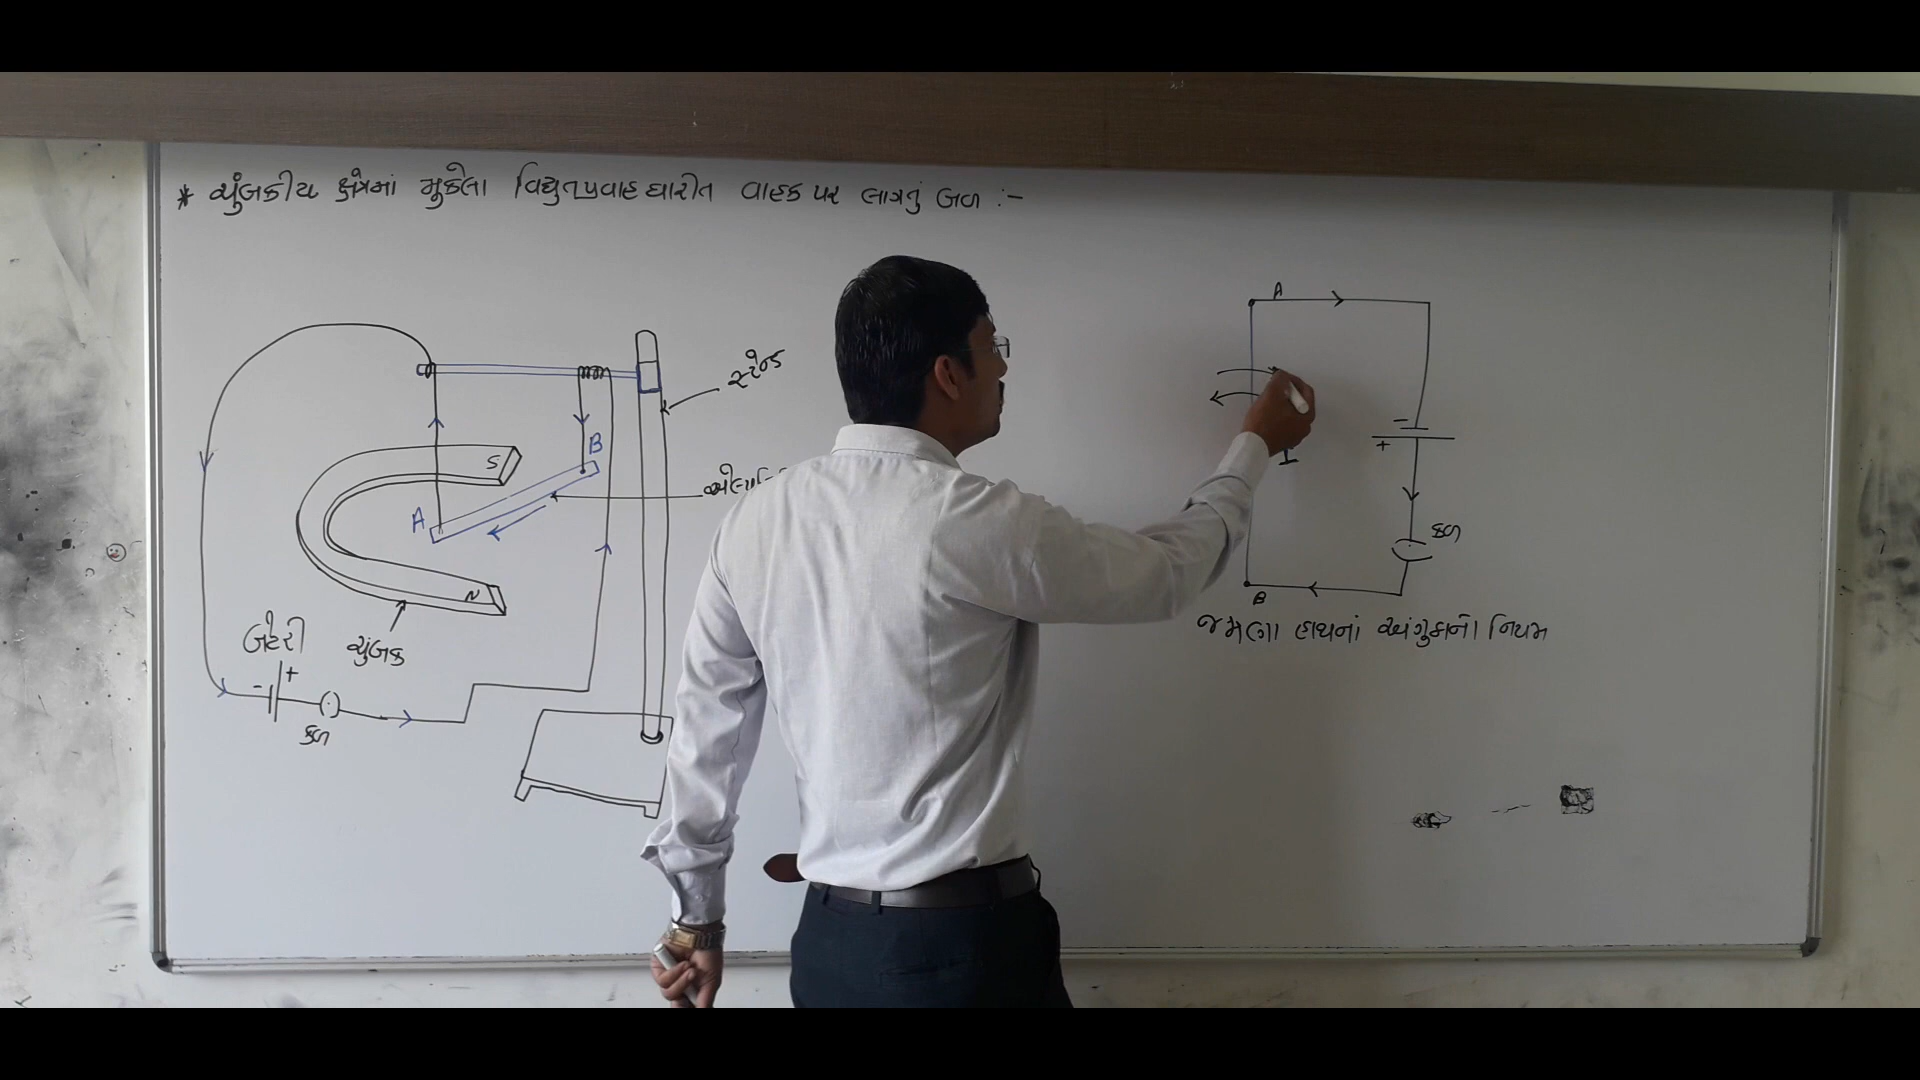 * ચુંબકીય ક્ષેત્રમાં મુકેલા વિદ્યુતપ્રવાહધારીત વાહક પર લાગતું બળ :-
સ્ટેન્ડ
S
B
A
N
બેટરી
ચુંબક
- +
કળ
A
-
+
I
કળ
B
જમણા હાથનાં અંગુઠાનો નિયમ